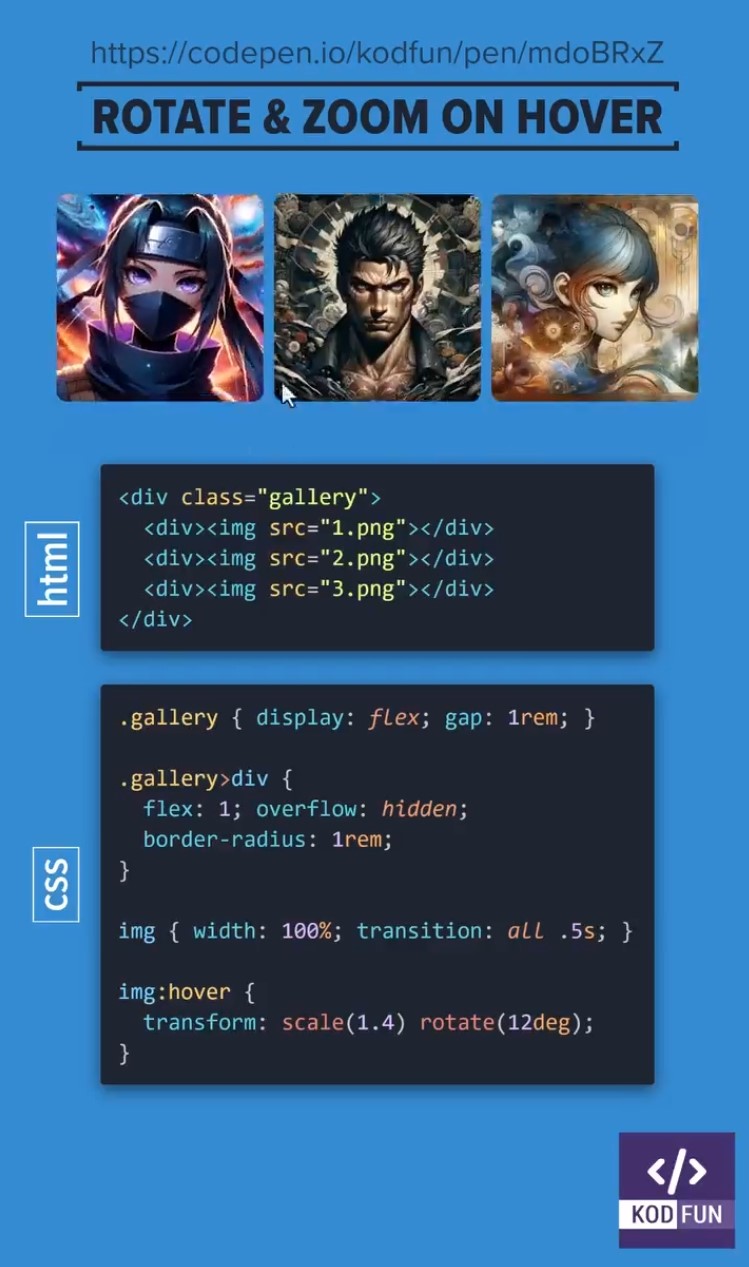 https://codepen.io/kodfun/pen/mdoBRxZ
ROTATE & ZOOM ON HOVER
html
<div class="gallery">
  <div><img src="1.png"></div>
  <div><img src="2.png"></div>
  <div><img src="3.png"></div>
</div>
css
.gallery { display: flex; gap: 1rem; }

.gallery>div {
  flex: 1; overflow: hidden;
  border-radius: 1rem;
}

img { width: 100%; transition: all .5s; }

img:hover {
  transform: scale(1.4) rotate(12deg);
}
</>
KODFUN